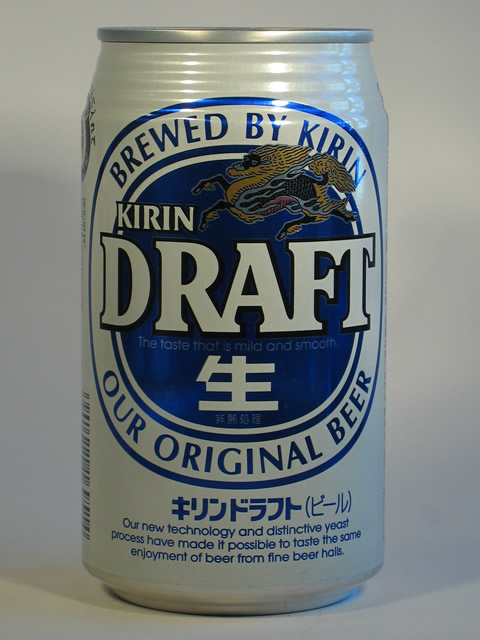 BREWED BY KIRIN
KIRIN
DRAFT
The taste that is mild and smooth.
生
非熱処理
OUR ORIGINAL BEER
キリンドラフト(ビール)
Our new technology and distinctive yeast
process have made it possible to taste the same
enjoyment of beer from fine beer halls.